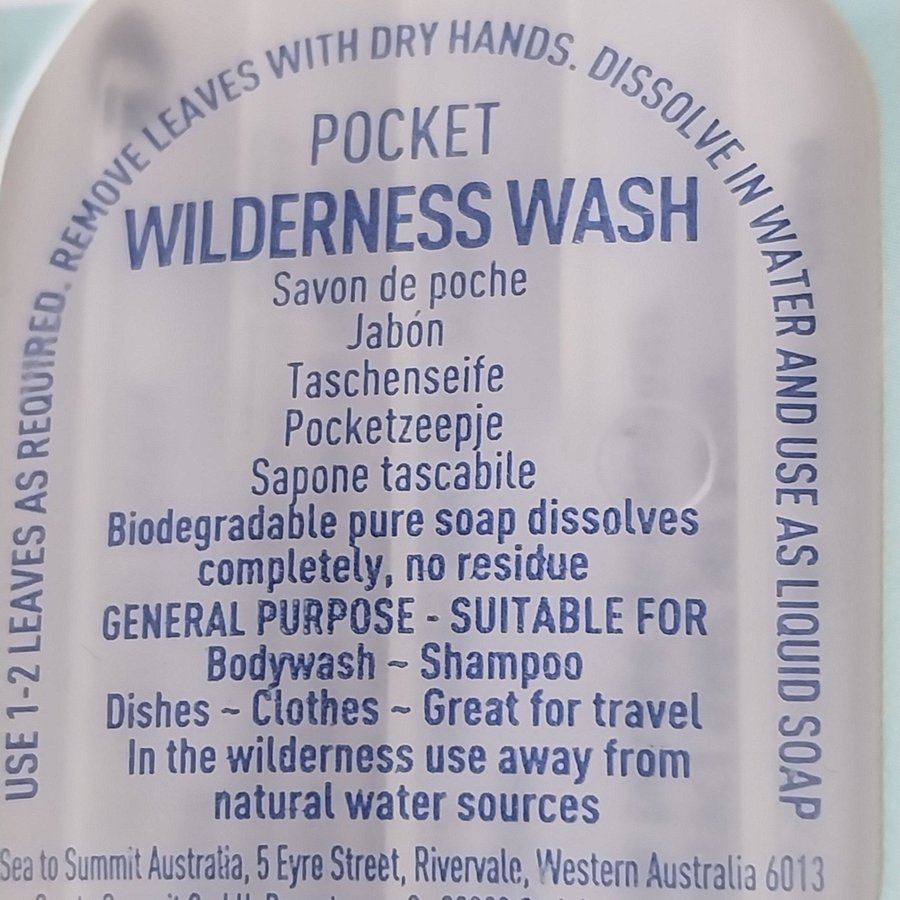 USE 1-2 LEAVES AS REQUIRED. REMOVE LEAVES WITH DRY HANDS. DISSOLVE IN WATER AND USE AS LIQUID SOAP
POCKET
WILDERNESS WASH
Savon de poche
Jabón
Taschenseife
Pocketzeepje
Sapone tascabile
Biodegradable pure soap dissolves
completely, no residue
GENERAL PURPOSE - SUITABLE FOR
Bodywash ~ Shampoo
Dishes ~ Clothes ~ Great for travel
In the wilderness use away from
natural water sources
Sea to Summit Australia, 5 Eyre Street, Rivervale, Western Australia 6013